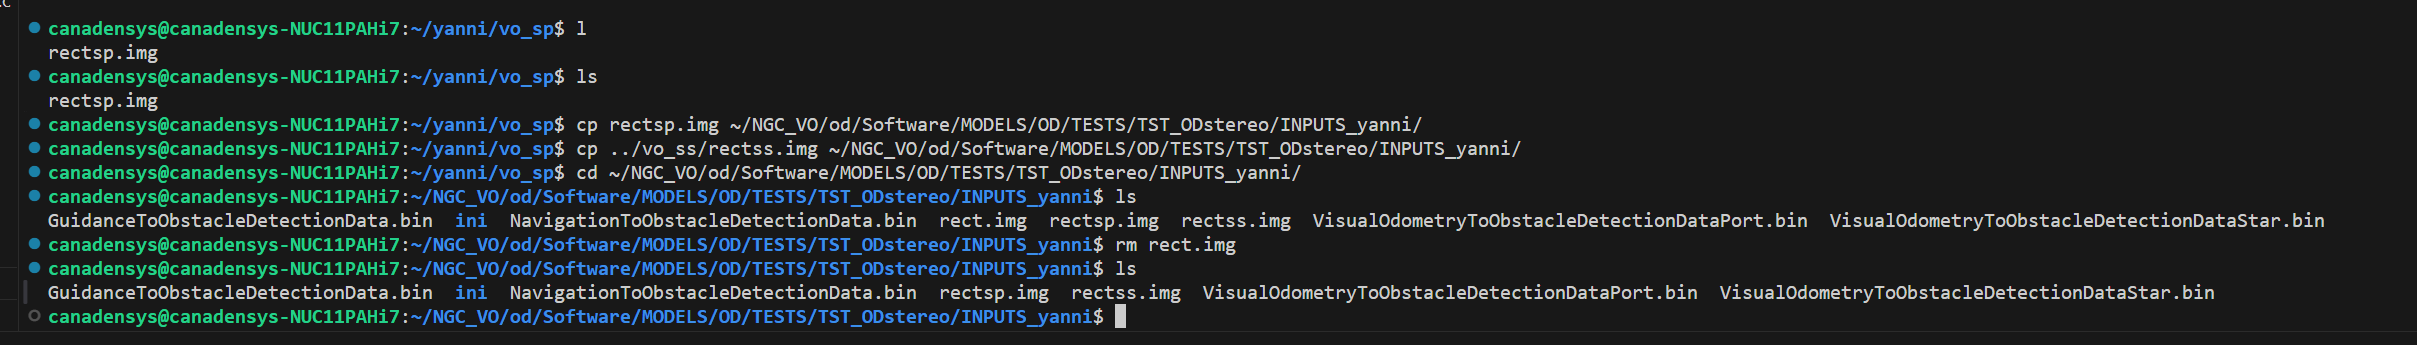 canadensys@canadensys-NUC11PAHi7:~/yanni/vo_sp$ l
rectsp.img
canadensys@canadensys-NUC11PAHi7:~/yanni/vo_sp$ ls
rectsp.img
canadensys@canadensys-NUC11PAHi7:~/yanni/vo_sp$ cp rectsp.img ~/NGC_VO/od/Software/MODELS/OD/TESTS/TST_ODstereo/INPUTS_yanni/
canadensys@canadensys-NUC11PAHi7:~/yanni/vo_sp$ cp ../vo_ss/rectss.img ~/NGC_VO/od/Software/MODELS/OD/TESTS/TST_ODstereo/INPUTS_yanni/
canadensys@canadensys-NUC11PAHi7:~/yanni/vo_sp$ cd ~/NGC_VO/od/Software/MODELS/OD/TESTS/TST_ODstereo/INPUTS_yanni/
canadensys@canadensys-NUC11PAHi7:~/NGC_VO/od/Software/MODELS/OD/TESTS/TST_ODstereo/INPUTS_yanni$ ls
GuidanceToObstacleDetectionData.bin  ini  NavigationToObstacleDetectionData.bin  rect.img  rectsp.img  rectss.img  VisualOdometryToObstacleDetectionDataPort.bin  VisualOdometryToObstacleDetectionDataStar.bin
canadensys@canadensys-NUC11PAHi7:~/NGC_VO/od/Software/MODELS/OD/TESTS/TST_ODstereo/INPUTS_yanni$ rm rect.img
canadensys@canadensys-NUC11PAHi7:~/NGC_VO/od/Software/MODELS/OD/TESTS/TST_ODstereo/INPUTS_yanni$ ls
GuidanceToObstacleDetectionData.bin  ini  NavigationToObstacleDetectionData.bin  rectsp.img  rectss.img  VisualOdometryToObstacleDetectionDataPort.bin  VisualOdometryToObstacleDetectionDataStar.bin
canadensys@canadensys-NUC11PAHi7:~/NGC_VO/od/Software/MODELS/OD/TESTS/TST_ODstereo/INPUTS_yanni$